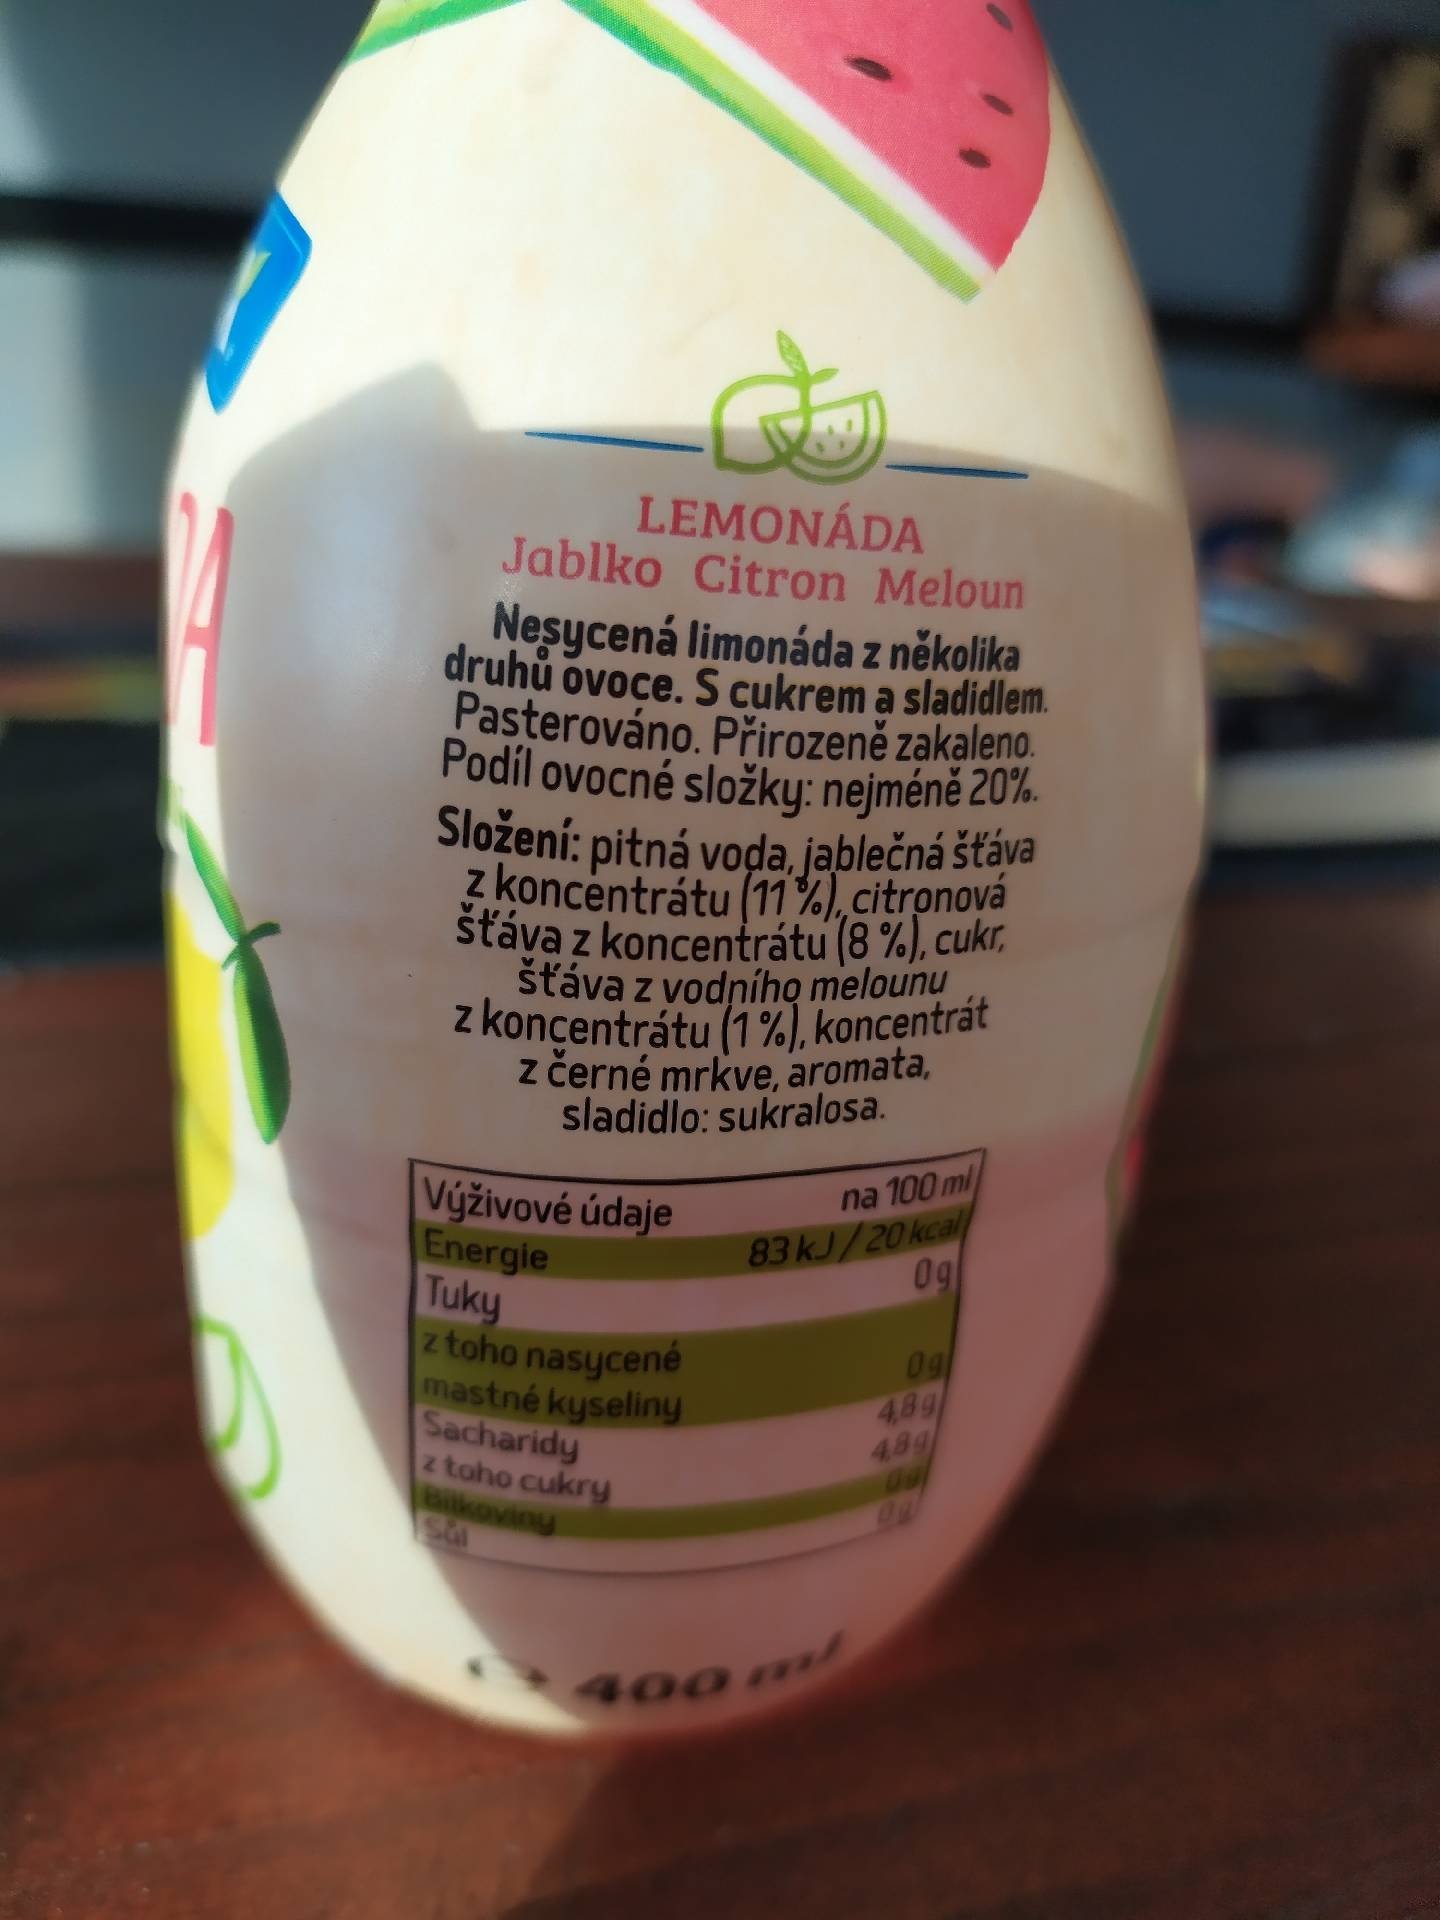 LEMONÁDA
Jablko Citron Meloun
Nesycená limonáda z několika
druhů ovoce. S cukrem a sladidlem.
Pasterováno. Přirozeně zakaleno.
Podíl ovocné složky: nejméně 20%.
Složení: pitná voda, jablečná šťáva
z koncentrátu (11 %), citronová
šťáva z koncentrátu (8 %), cukr,
šťáva z vodního melounu
z koncentrátu (1 %), koncentrát
z černé mrkve, aromata,
sladidlo: sukralosa.
Výživové údaje na 100 ml
Energie 83 kJ / 20 kcal
Tuky 0 g
z toho nasycené
mastné kyseliny 0 g
Sacharidy 4,8 g
z toho cukry 4,8 g
Bílkoviny 0 g
Sůl 0 g
400 ml